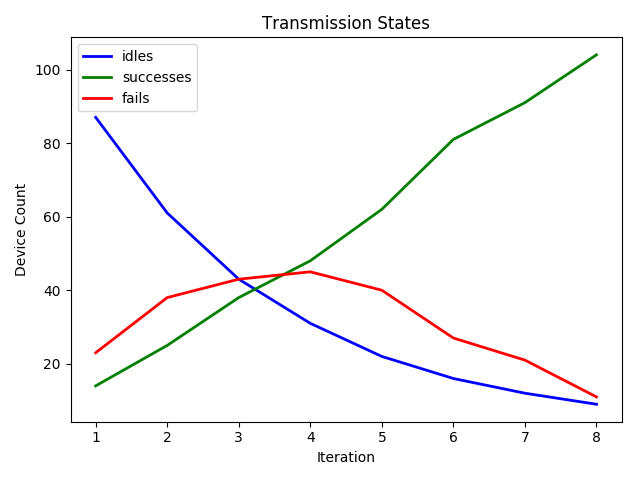 Transmission States
idles
successes
fails
Device Count
100
80
60
40
20
1 2 3 4 5 6 7 8
Iteration